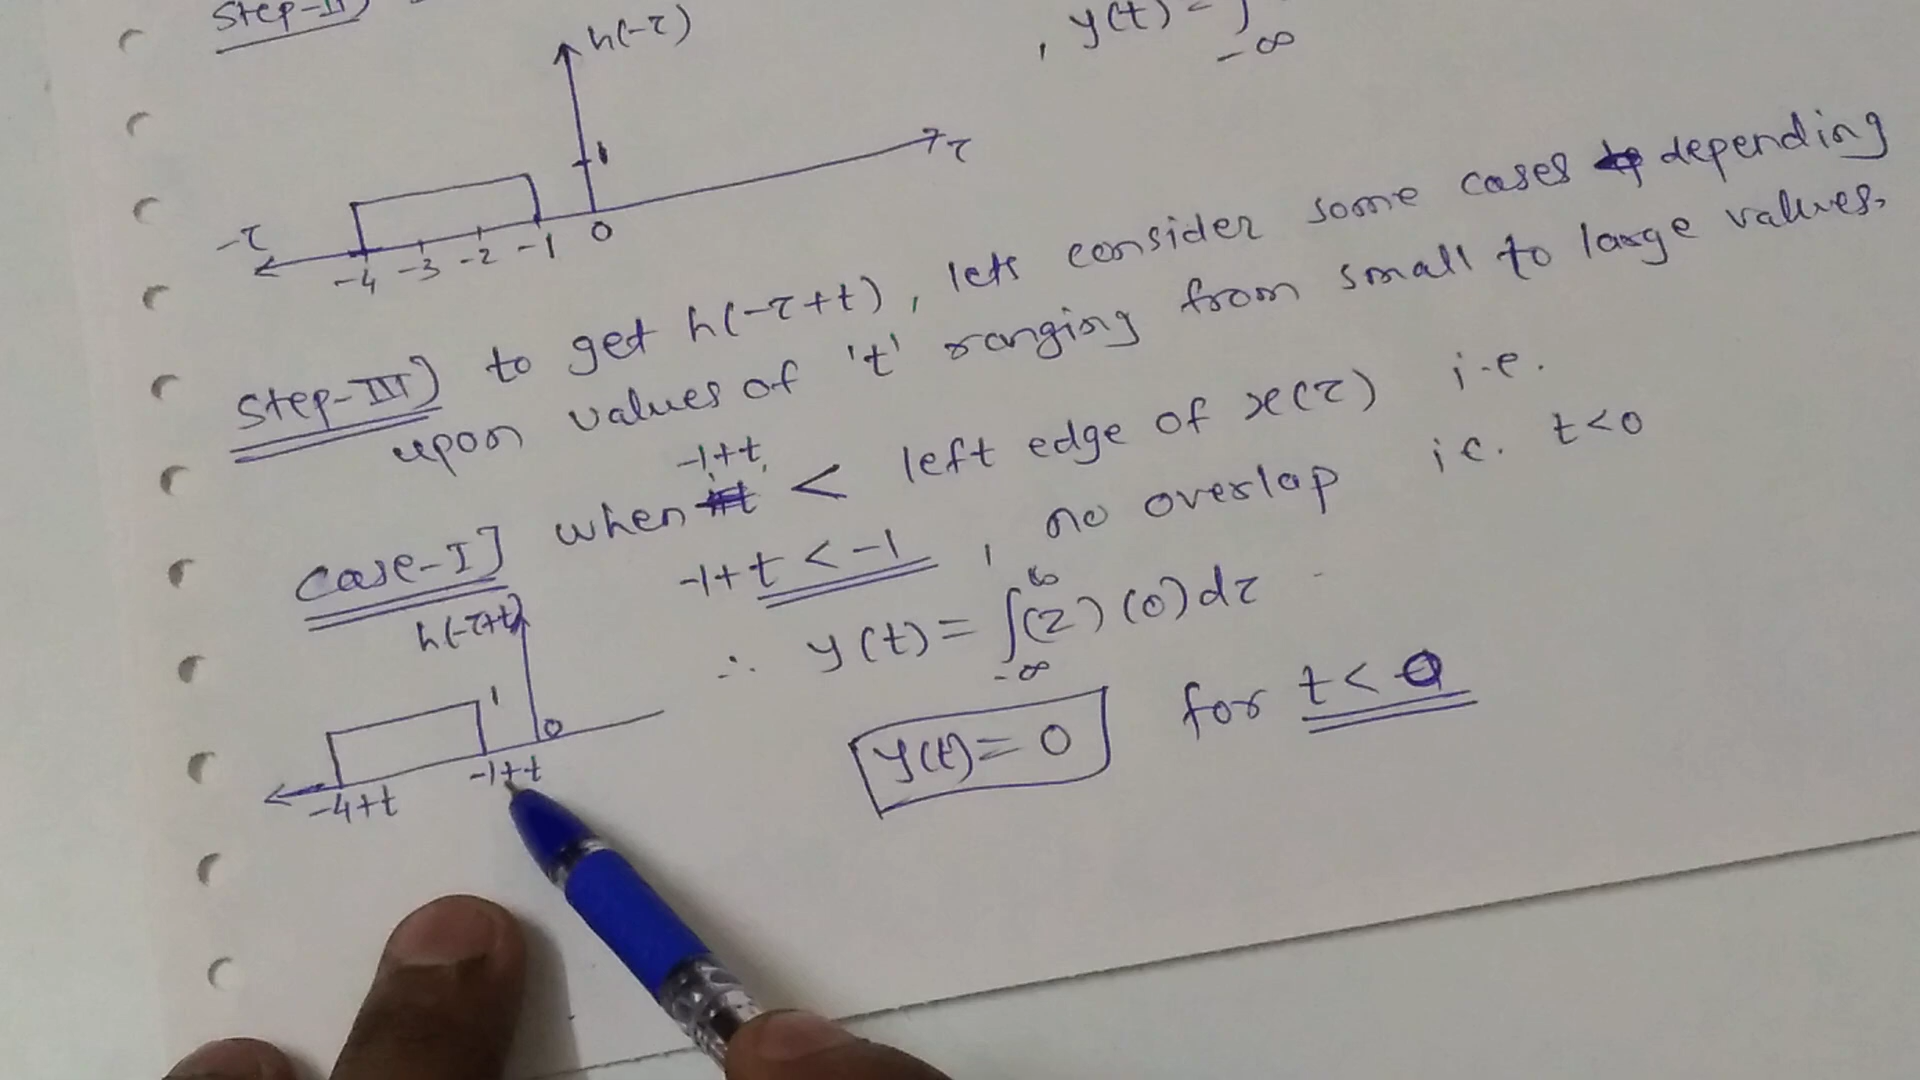 Step-II)
h(-τ)
, y(t) = ∫
-∞
1
τ
-τ
-4 -3 -2 -1 0
Step-III) to get h(-τ+t), lets consider some cases depending
upon values of 't' ranging from small to large values.
-1+t
Case-I] when < left edge of x(τ) i.e.
-1+t < -1 , no overlap i.e. t<0
h(-τ+t)
∴ y(t) = ∫(2)(0)dτ
∞
-∞
1
0
-4+t -1+t
y(t) = 0 for t < 0